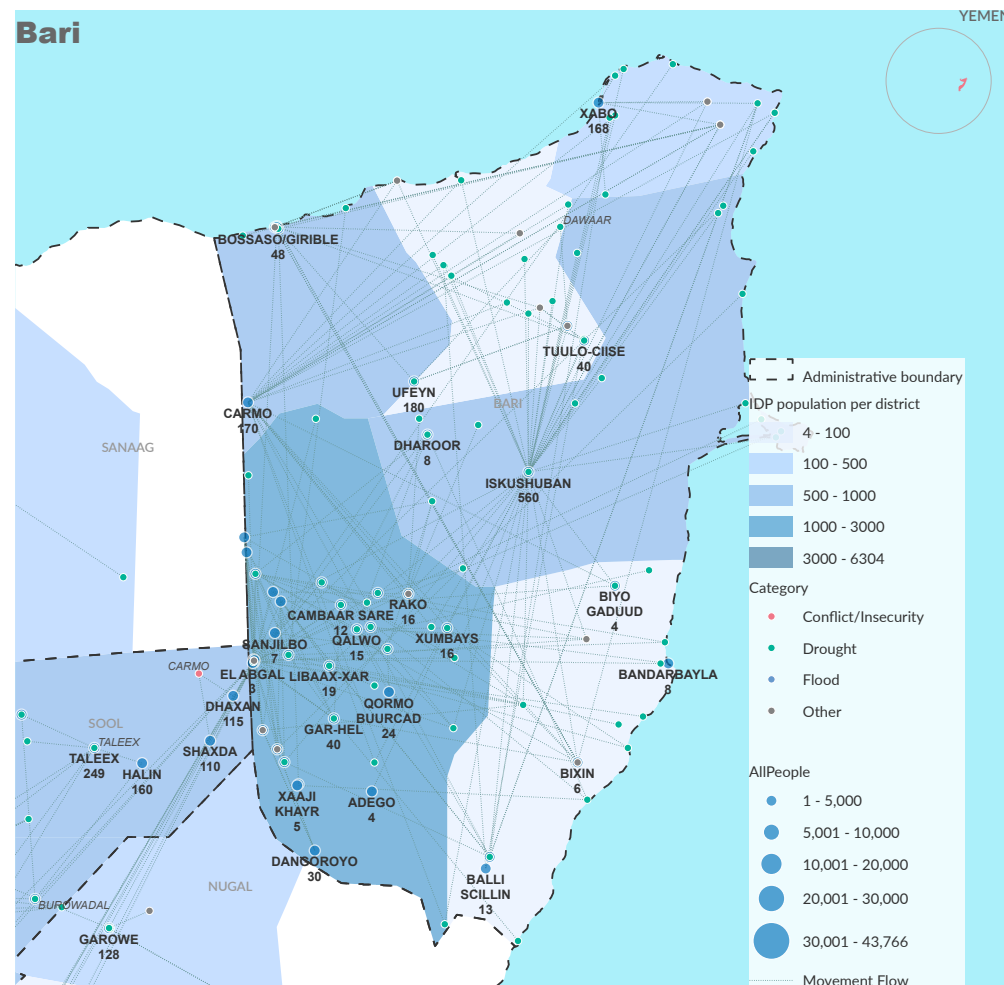 Bari
YEMEN
XABO
168
DAWAAR
BOSSASO/GIRIBLE
48
TUULO-CIISE
40
UFEYN
180
BARI
CARMO
170
DHAROOR
8
SANAAG
ISKUSHUBAN
560
RAKO
16
BIYO
GADUUD
4
CAMBAAR SARE
12
QALWO
15
XUMBAYS
16
SANJILBO
7
CARMO
ELABGAL
3
LIBAAX-XAR
19
BANDARBAYLA
8
DHAXAN
115
QORMO
BUURCAD
24
SOOL
TALEEX
GAR-HEL
40
SHAXDA
110
TALEEX
249
HALIN
160
BIXIN
6
XAAJI
KHAYR
5
ADEGO
4
DANGOROYO
30
NUGAL
BALLI
SCILLIN
13
BUROWADAL
GAROWE
128
Administrative boundary
IDP population per district
4 - 100
100 - 500
500 - 1000
1000 - 3000
3000 - 6304
Category
Conflict/Insecurity
Drought
Flood
Other
AllPeople
1 - 5,000
5,001 - 10,000
10,001 - 20,000
20,001 - 30,000
30,001 - 43,766
Movement Flow